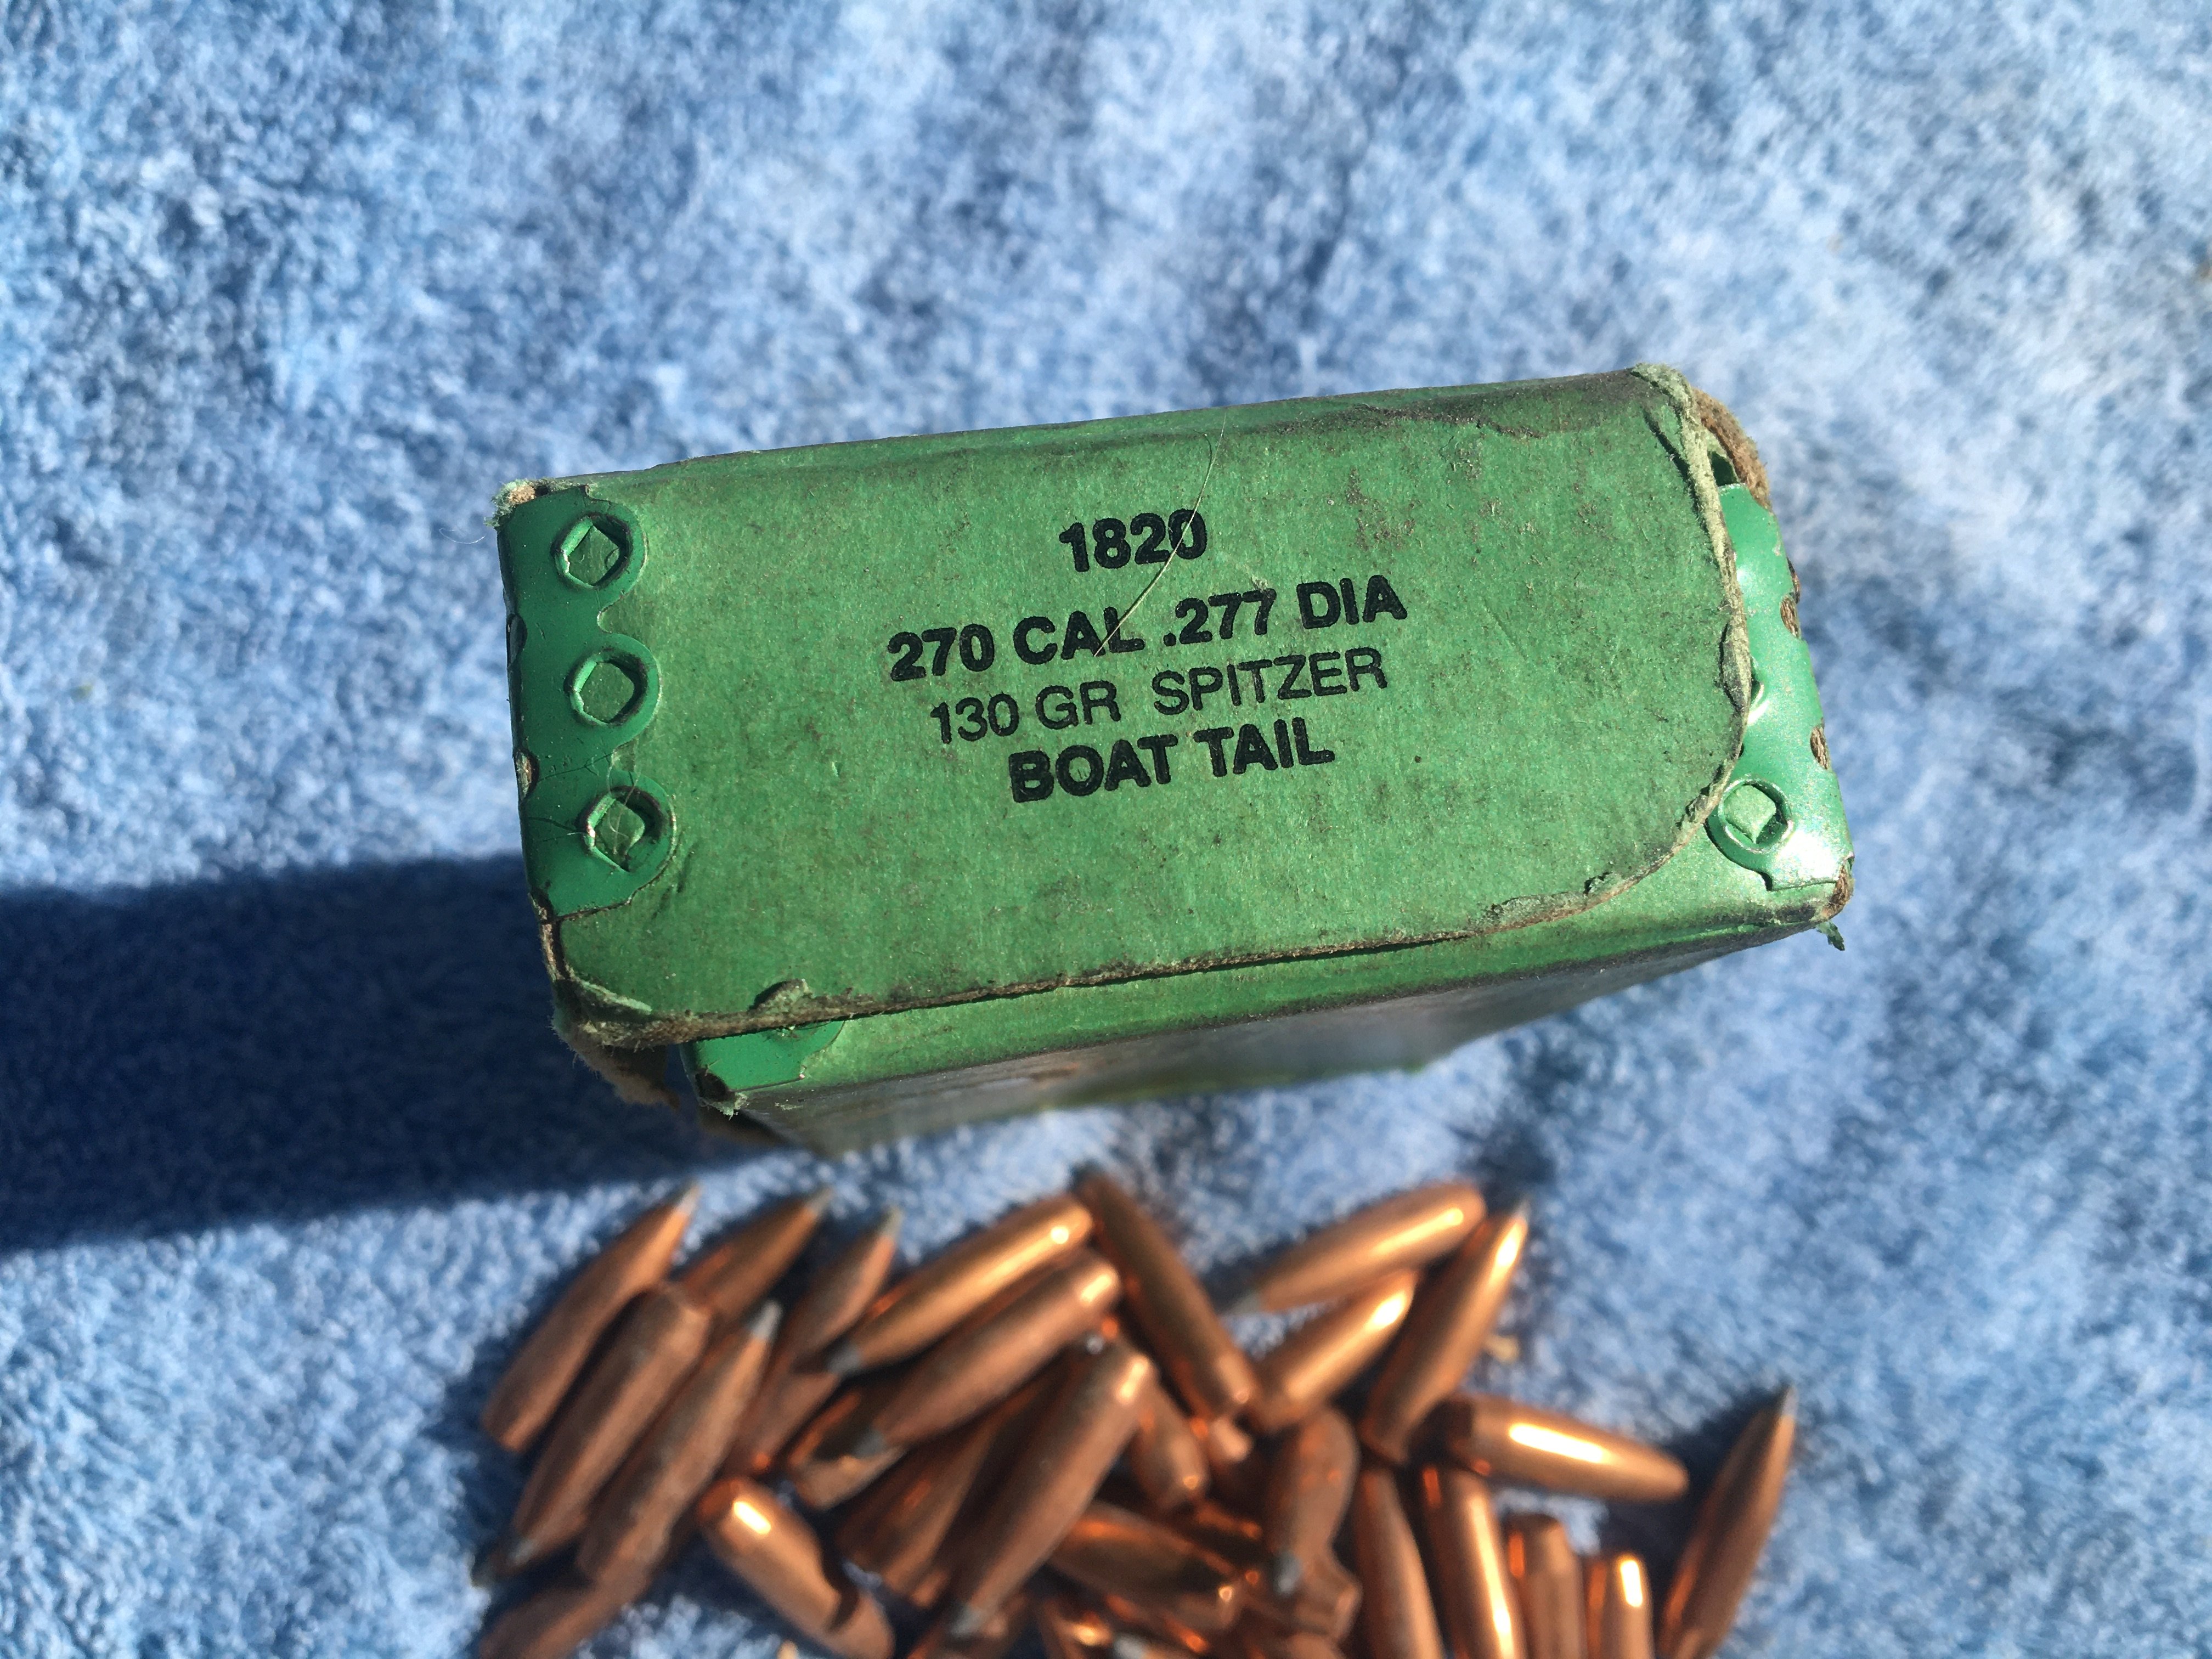 1820
270 CAL .277 DIA
130 GR SPITZER
BOAT TAIL